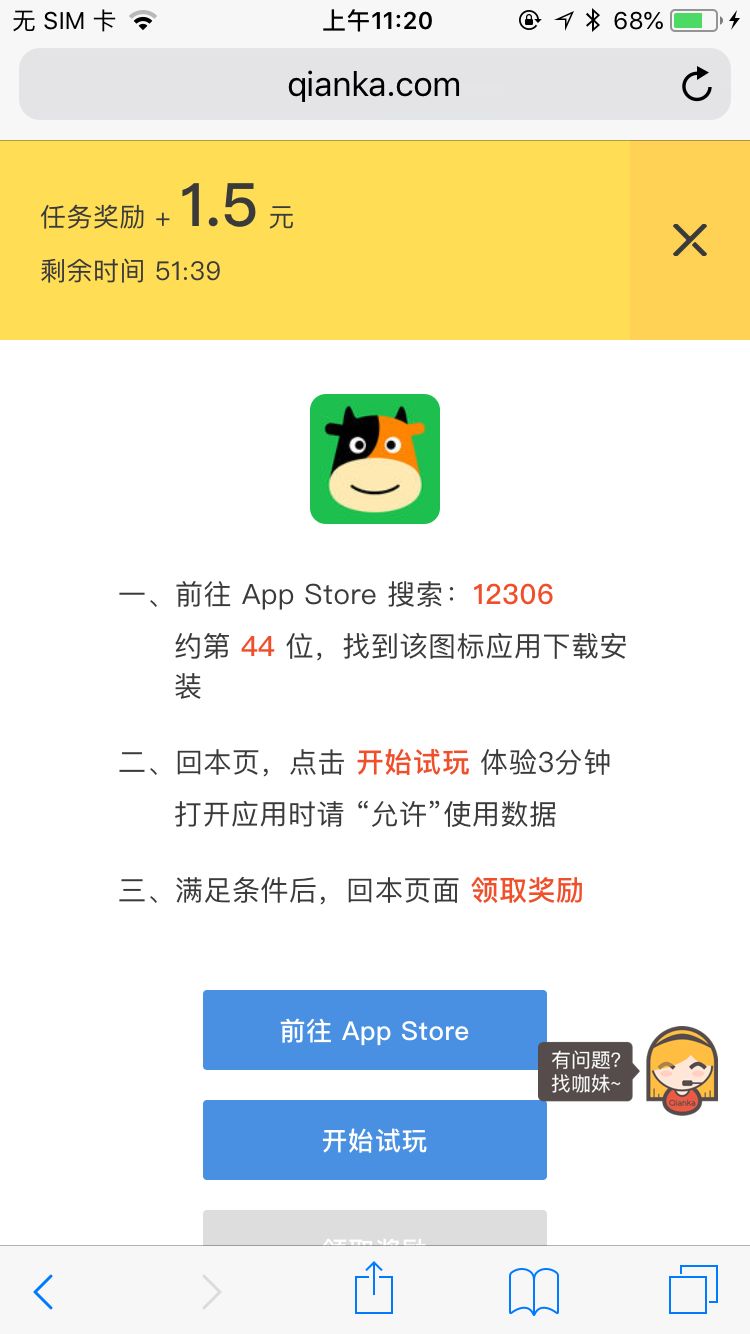 无 SIM 卡 上午11:20 68%
qianka.com
任务奖励 + 1.5 元
剩余时间 51:39
一、前往 App Store 搜索：12306
约第 44 位，找到该图标应用下载安
装
二、回本页，点击 开始试玩 体验3分钟
打开应用时请 “允许”使用数据
三、满足条件后，回本页面 领取奖励
前往 App Store
有问题?
找咖妹~
Qianka
开始试玩
领取奖励